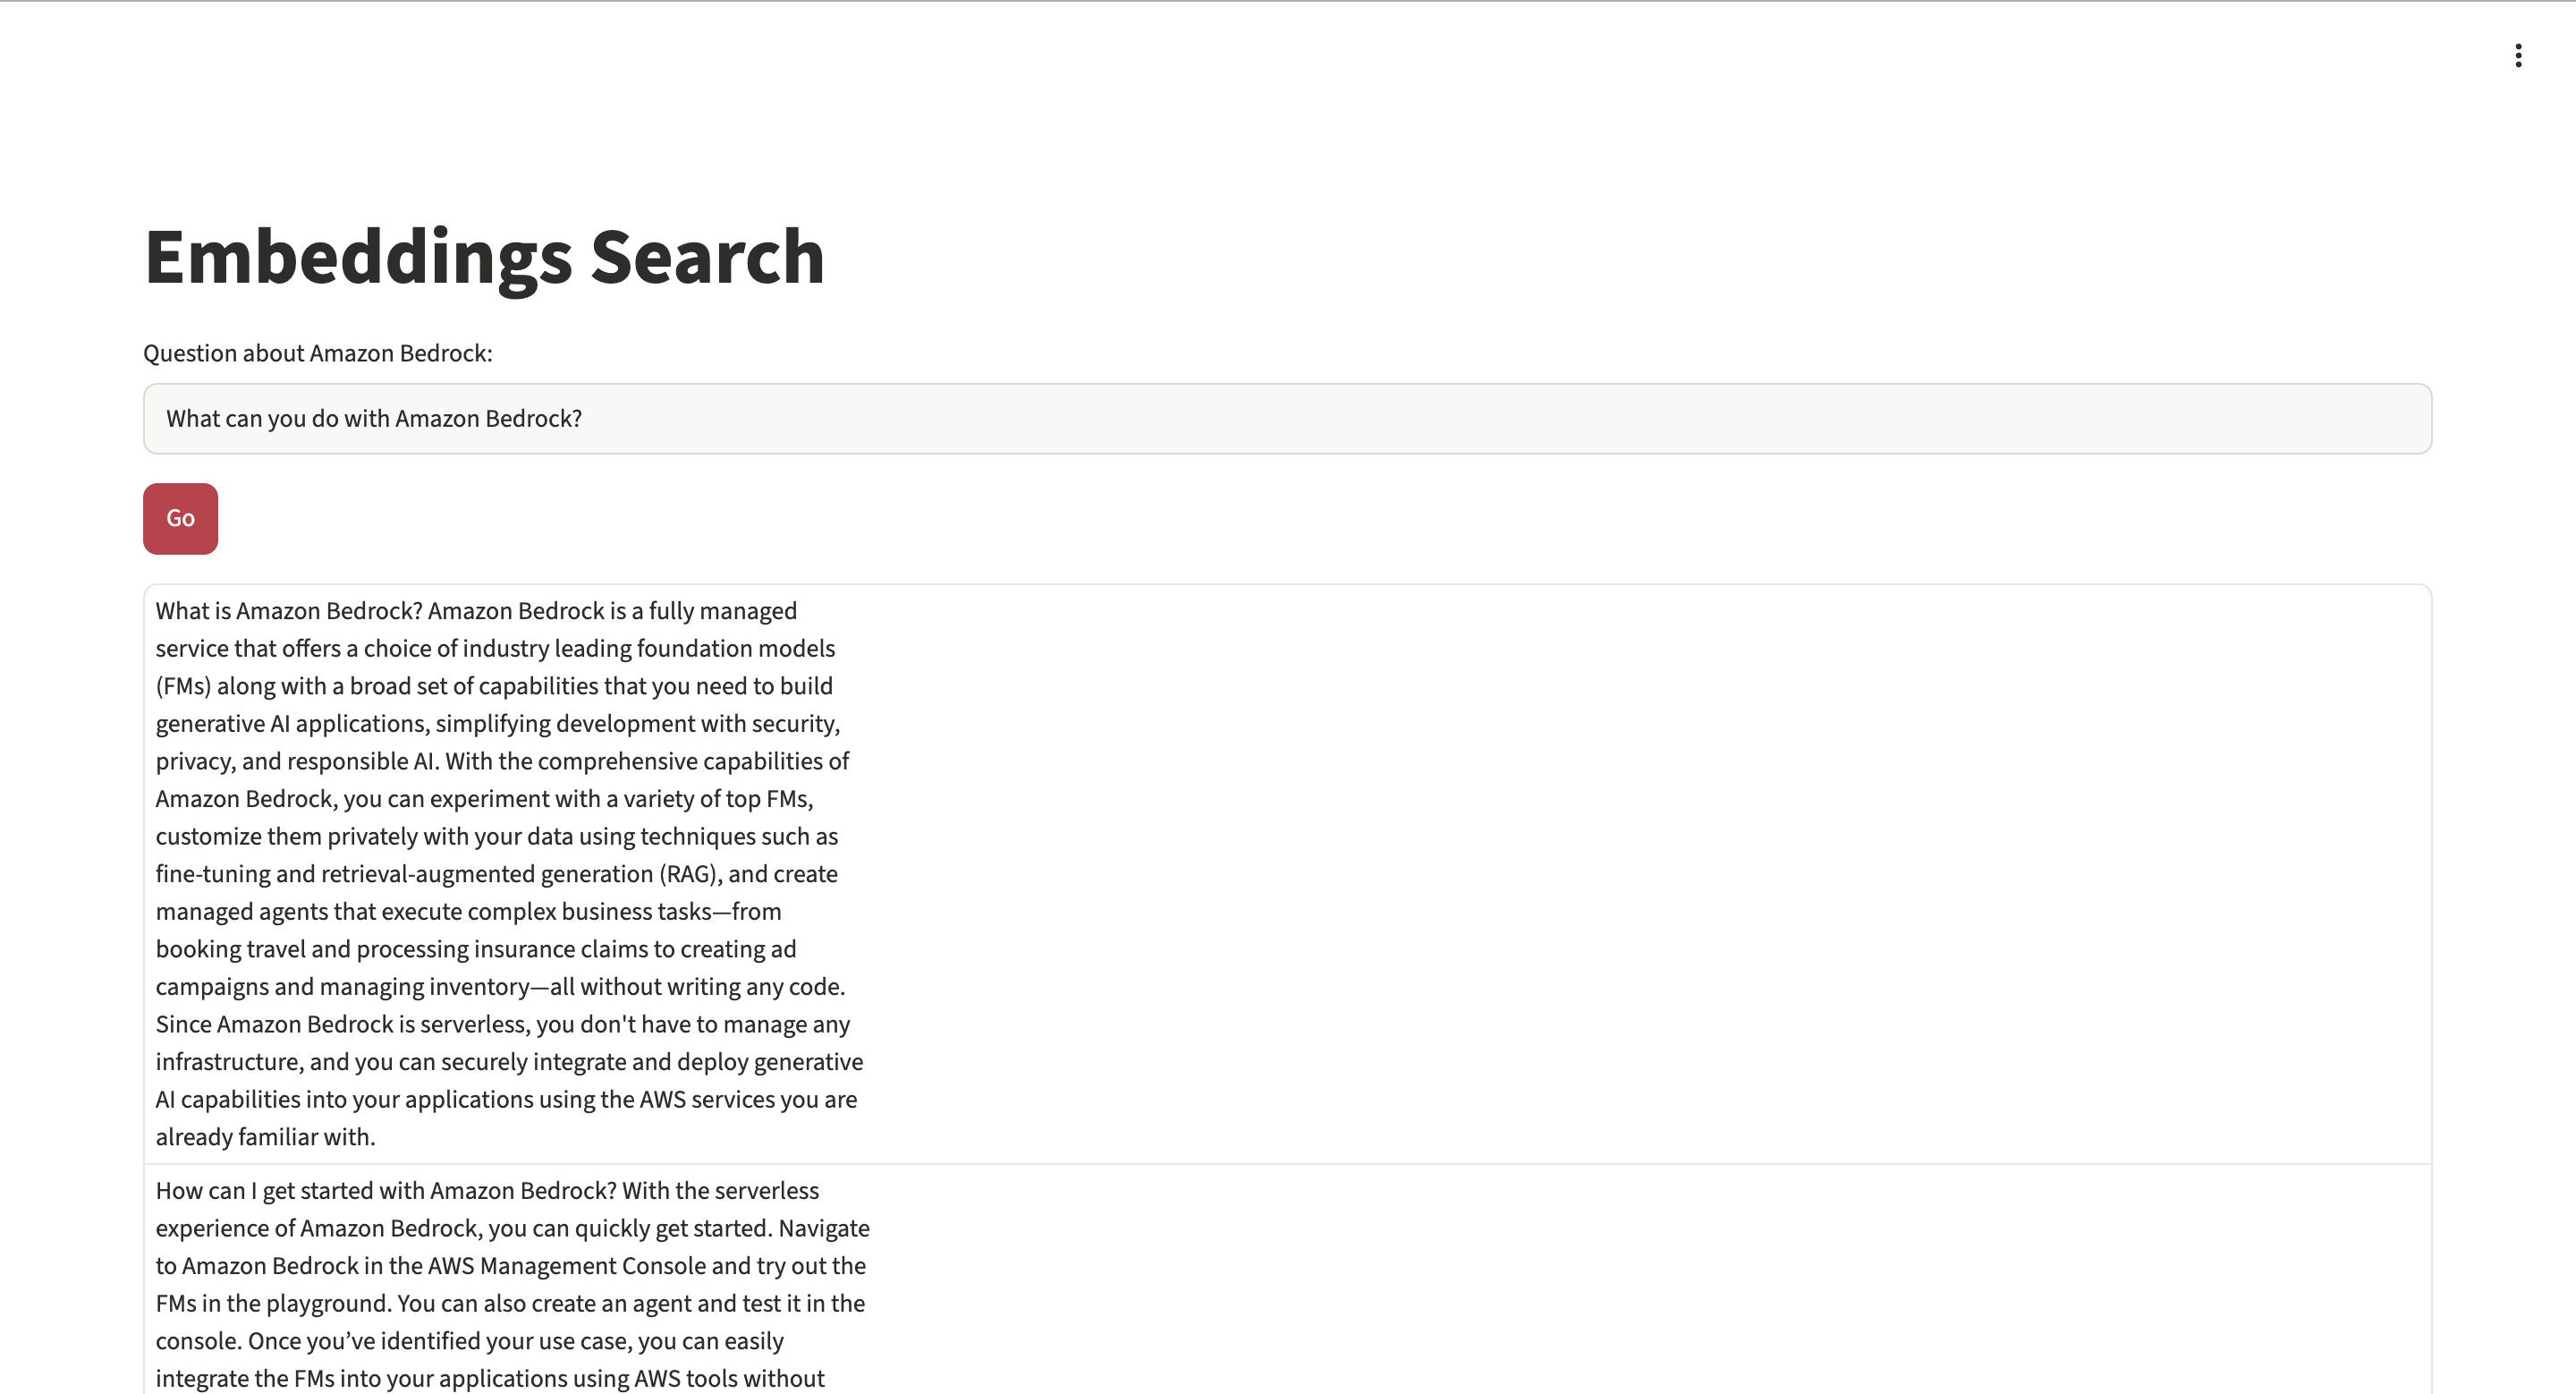 Embeddings Search
Question about Amazon Bedrock:
What can you do with Amazon Bedrock?
Go
What is Amazon Bedrock? Amazon Bedrock is a fully managed
service that offers a choice of industry leading foundation models
(FMs) along with a broad set of capabilities that you need to build
generative AI applications, simplifying development with security,
privacy, and responsible AI. With the comprehensive capabilities of
Amazon Bedrock, you can experiment with a variety of top FMs,
customize them privately with your data using techniques such as
fine-tuning and retrieval-augmented generation (RAG), and create
managed agents that execute complex business tasks—from
booking travel and processing insurance claims to creating ad
campaigns and managing inventory—all without writing any code.
Since Amazon Bedrock is serverless, you don't have to manage any
infrastructure, and you can securely integrate and deploy generative
AI capabilities into your applications using the AWS services you are
already familiar with.
How can I get started with Amazon Bedrock? With the serverless
experience of Amazon Bedrock, you can quickly get started. Navigate
to Amazon Bedrock in the AWS Management Console and try out the
FMs in the playground. You can also create an agent and test it in the
console. Once you’ve identified your use case, you can easily
integrate the FMs into your applications using AWS tools without